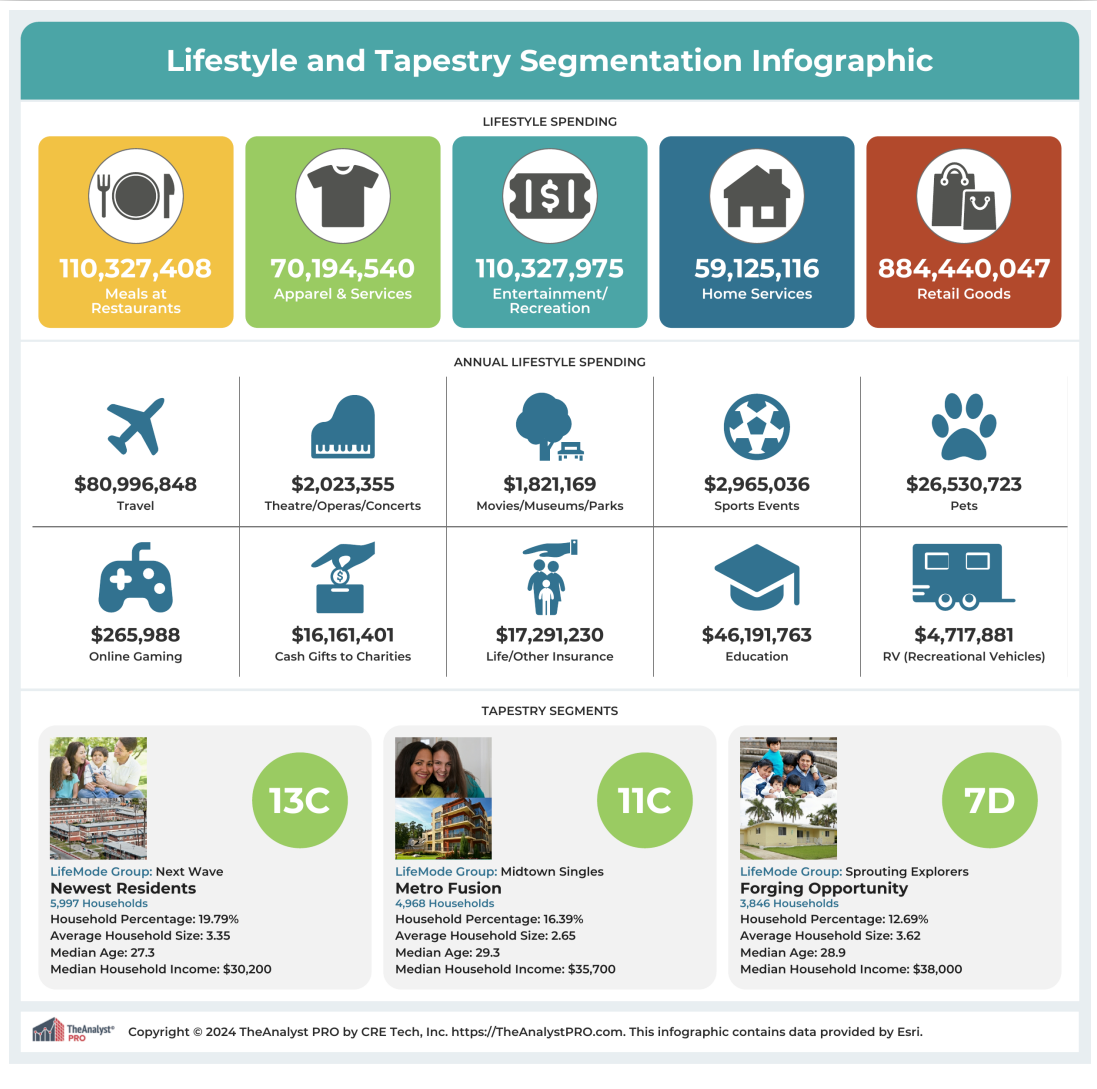 Lifestyle and Tapestry Segmentation Infographic
LIFESTYLE SPENDING
110,327,408
Meals at
Restaurants
70,194,540
Apparel & Services
$
110,327,975
Entertainment/
Recreation
59,125,116
Home Services
884,440,047
Retail Goods
ANNUAL LIFESTYLE SPENDING
$80,996,848
Travel
$2,023,355
Theatre/Operas/Concerts
$1,821,169
Movies/Museums/Parks
$2,965,036
Sports Events
$26,530,723
Pets
$265,988
Online Gaming
$
$16,161,401
Cash Gifts to Charities
$17,291,230
Life/Other Insurance
$46,191,763
Education
$4,717,881
RV (Recreational Vehicles)
TAPESTRY SEGMENTS
13C
LifeMode Group: Next Wave
Newest Residents
5,997 Households
Household Percentage: 19.79%
Average Household Size: 3.35
Median Age: 27.3
Median Household Income: $30,200
11C
LifeMode Group: Midtown Singles
Metro Fusion
4,968 Households
Household Percentage: 16.39%
Average Household Size: 2.65
Median Age: 29.3
Median Household Income: $35,700
7D
LifeMode Group: Sprouting Explorers
Forging Opportunity
3,846 Households
Household Percentage: 12.69%
Average Household Size: 3.62
Median Age: 28.9
Median Household Income: $38,000
TheAnalyst®
PRO
Copyright © 2024 TheAnalyst PRO by CRE Tech, Inc. https://TheAnalystPRO.com. This infographic contains data provided by Esri.